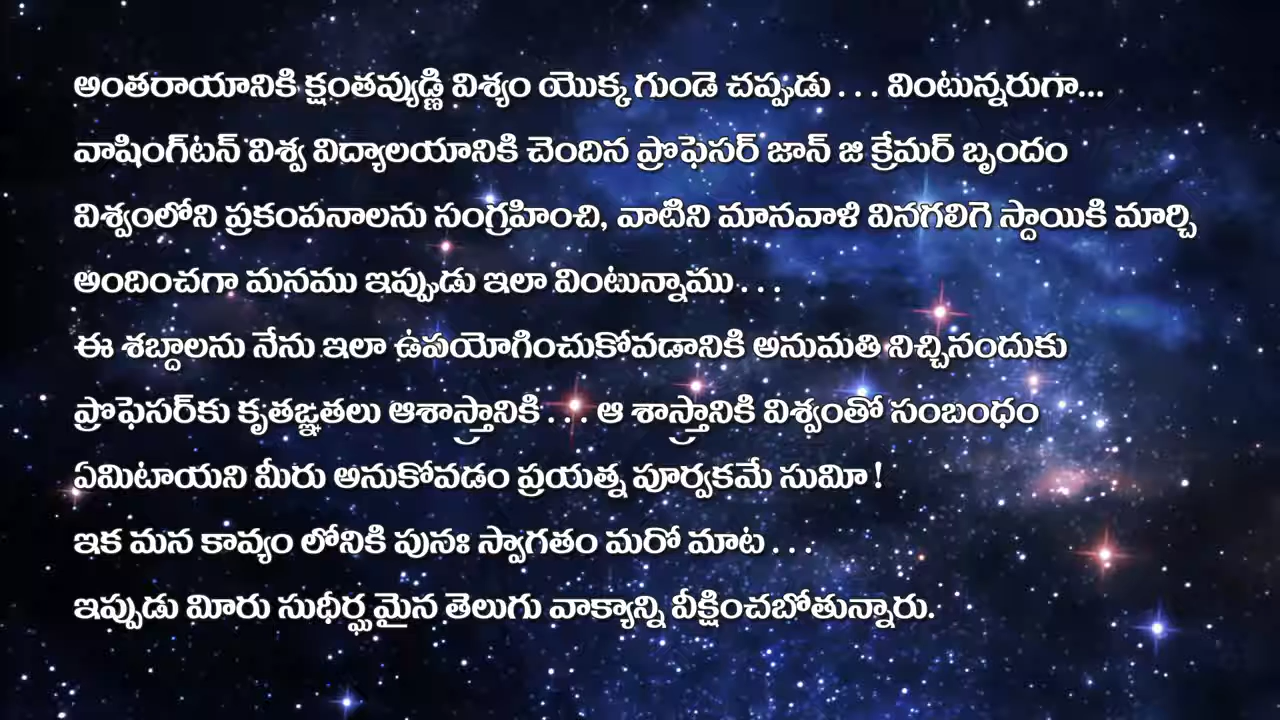 అంతరాయానికి క్షంతవ్యుడ్ణి విశ్యం యొక్క గుండె చప్పడు . . . వింటున్నరుగా...
వాషింగ్‌టన్ విశ్వ విద్యాలయానికి చెందిన ప్రొఫెసర్ జాన్ జి క్రేమర్ బృందం
విశ్వంలోని ప్రకంపనాలను సంగ్రహించి, వాటిని మానవాళి వినగలిగె స్దాయికి మార్చి
అందించగా మనము ఇప్పుడు ఇలా వింటున్నాము . . .
ఈ శబ్దాలను నేను ఇలా ఉపయోగించుకోవడానికి అనుమతి నిచ్చినందుకు
ప్రొఫెసర్‌కు కృతజ్ఞతలు ఆశాస్త్రానికి . . . ఆ శాస్త్రానికి విశ్వంతో సంబంధం
ఏమిటాయని మీరు అనుకోవడం ప్రయత్న పూర్వకమే సుమా !
ఇక మన కావ్యం లోనికి పునః స్వాగతం మరో మాట . . .
ఇప్పుడు మీరు సుధీర్ఘమైన తెలుగు వాక్యాన్ని వీక్షించబోతున్నారు.